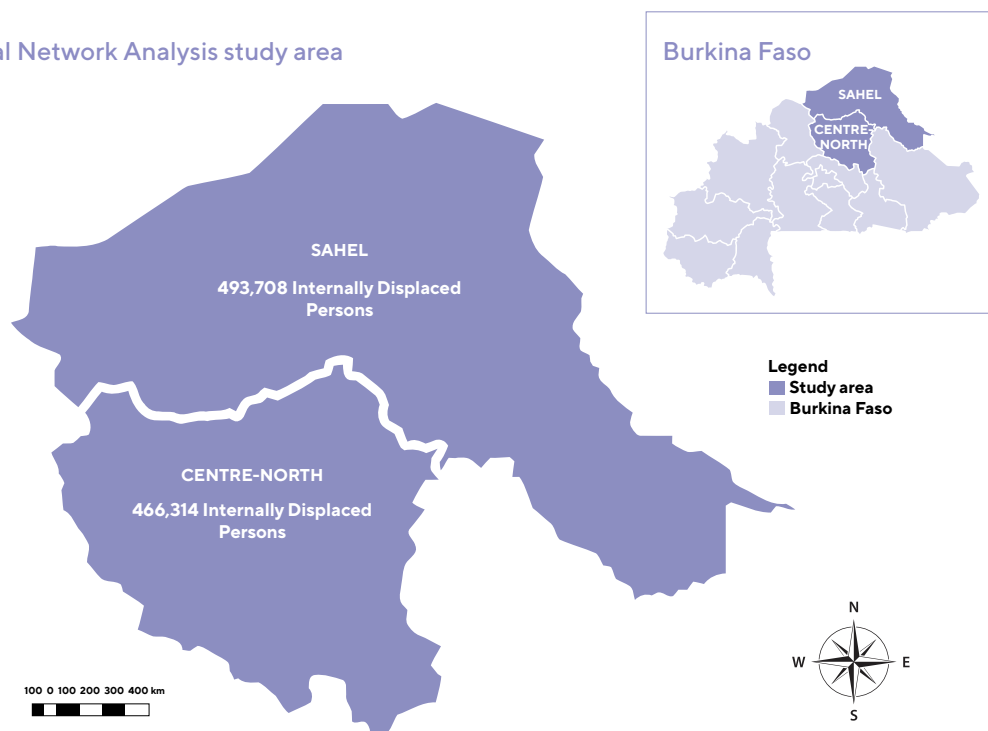 Network Analysis study area
Burkina Faso
SAHEL
CENTRE-
NORTH
SAHEL
493,708 Internally Displaced
Persons
Legend
Study area
Burkina Faso
CENTRE-NORTH
466,314 Internally Displaced
Persons
N
W
E
S
100 0 100 200 300 400 km